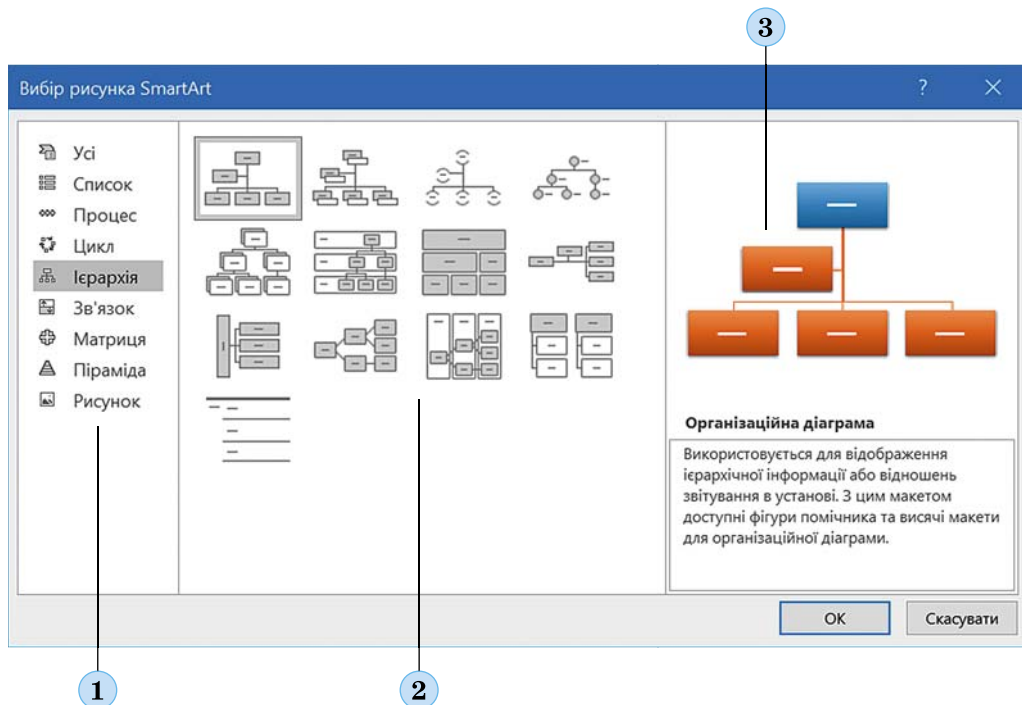 3
Вибір рисунка SmartArt
Усі
Список
Процес
Цикл
Ієрархія
Зв'язок
Матриця
Піраміда
Рисунок
Організаційна діаграма
Використовується для відображення
ієрархічної інформації або відношень
звітування в установі. З цим макетом
доступні фігури помічника та висячі макети
для організаційної діаграми.
ОК
Скасувати
1
2